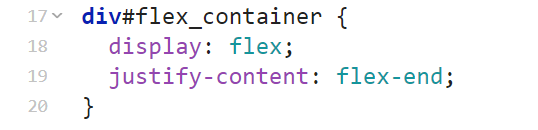 17 div#flex_container {
18   display: flex;
19   justify-content: flex-end;
20 }